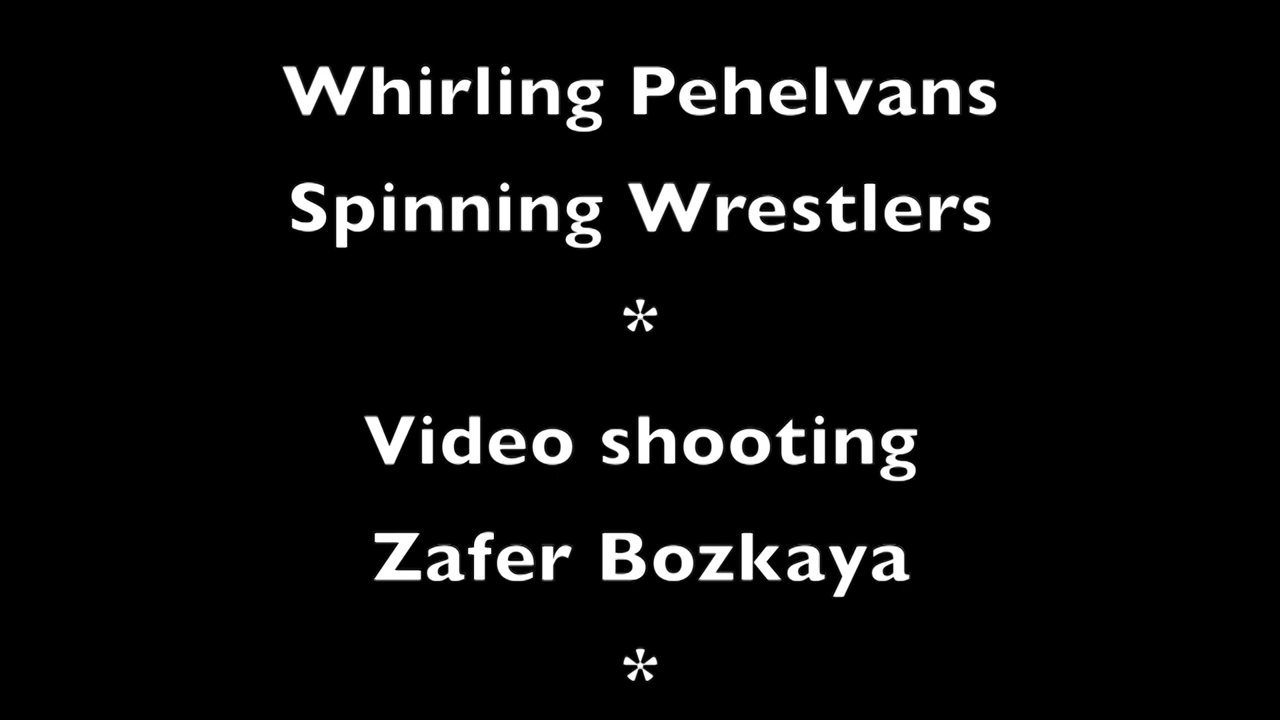 Whirling Pehelvans
Spinning Wrestlers
*
Video shooting
Zafer Bozkaya
*